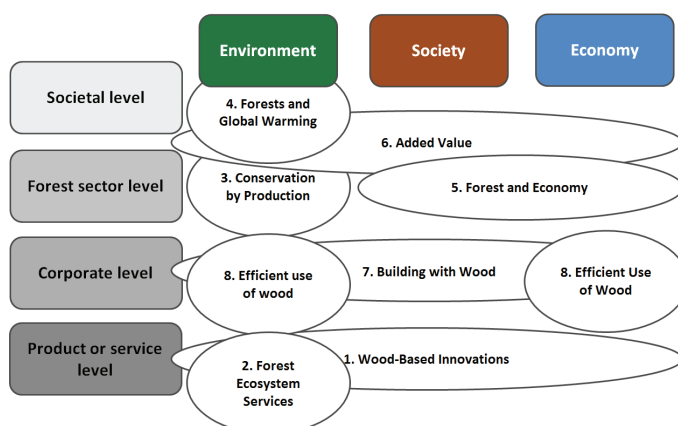 Environment
Society
Economy
Societal level
4. Forests and
Global Warming
6. Added Value
Forest sector level
3. Conservation
by Production
5. Forest and Economy
Corporate level
8. Efficient use
of wood
7. Building with Wood
8. Efficient Use
of Wood
Product or service
level
2. Forest
Ecosystem
Services
1. Wood-Based Innovations